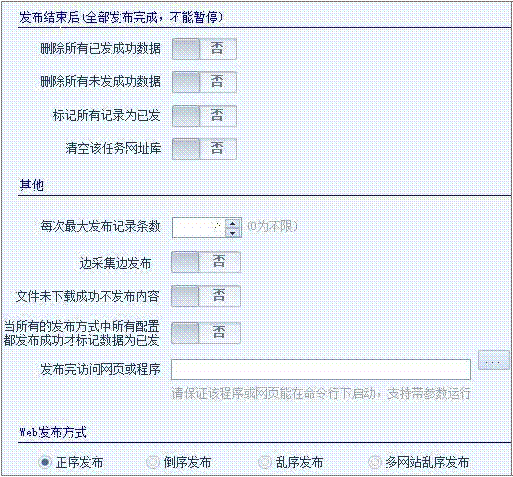 发布结束后(全部发布完成,才能暂停)
删除所有已发成功数据 否
删除所有未发成功数据 否
标记所有记录为已发 否
清空该任务网址库 否
其他
每次最大发布记录条数 (0为不限)
边采集边发布 否
文件未下载成功不发布内容 否
当所有的发布方式中所有配置
都发布成功才标记数据为已发 否
发布完访问网页或程序 ...
请保证该程序或网页能在命令行下启动,支持带参数运行
Web发布方式
正序发布 倒序发布 乱序发布 多网站乱序发布